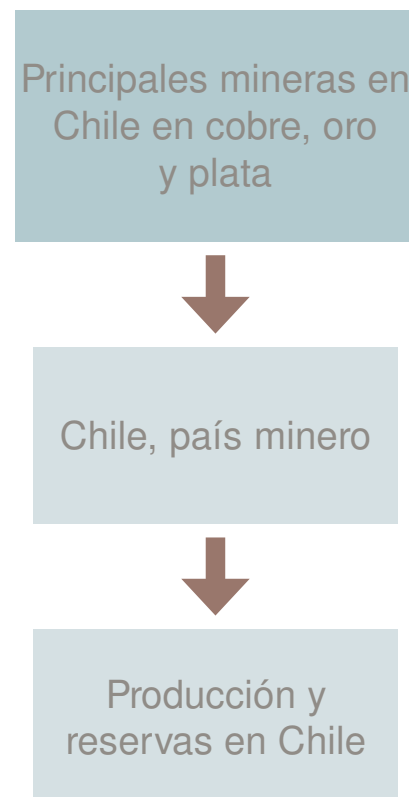 Principales mineras en
Chile en cobre, oro
y plata
Chile, país minero
Producción y
reservas en Chile